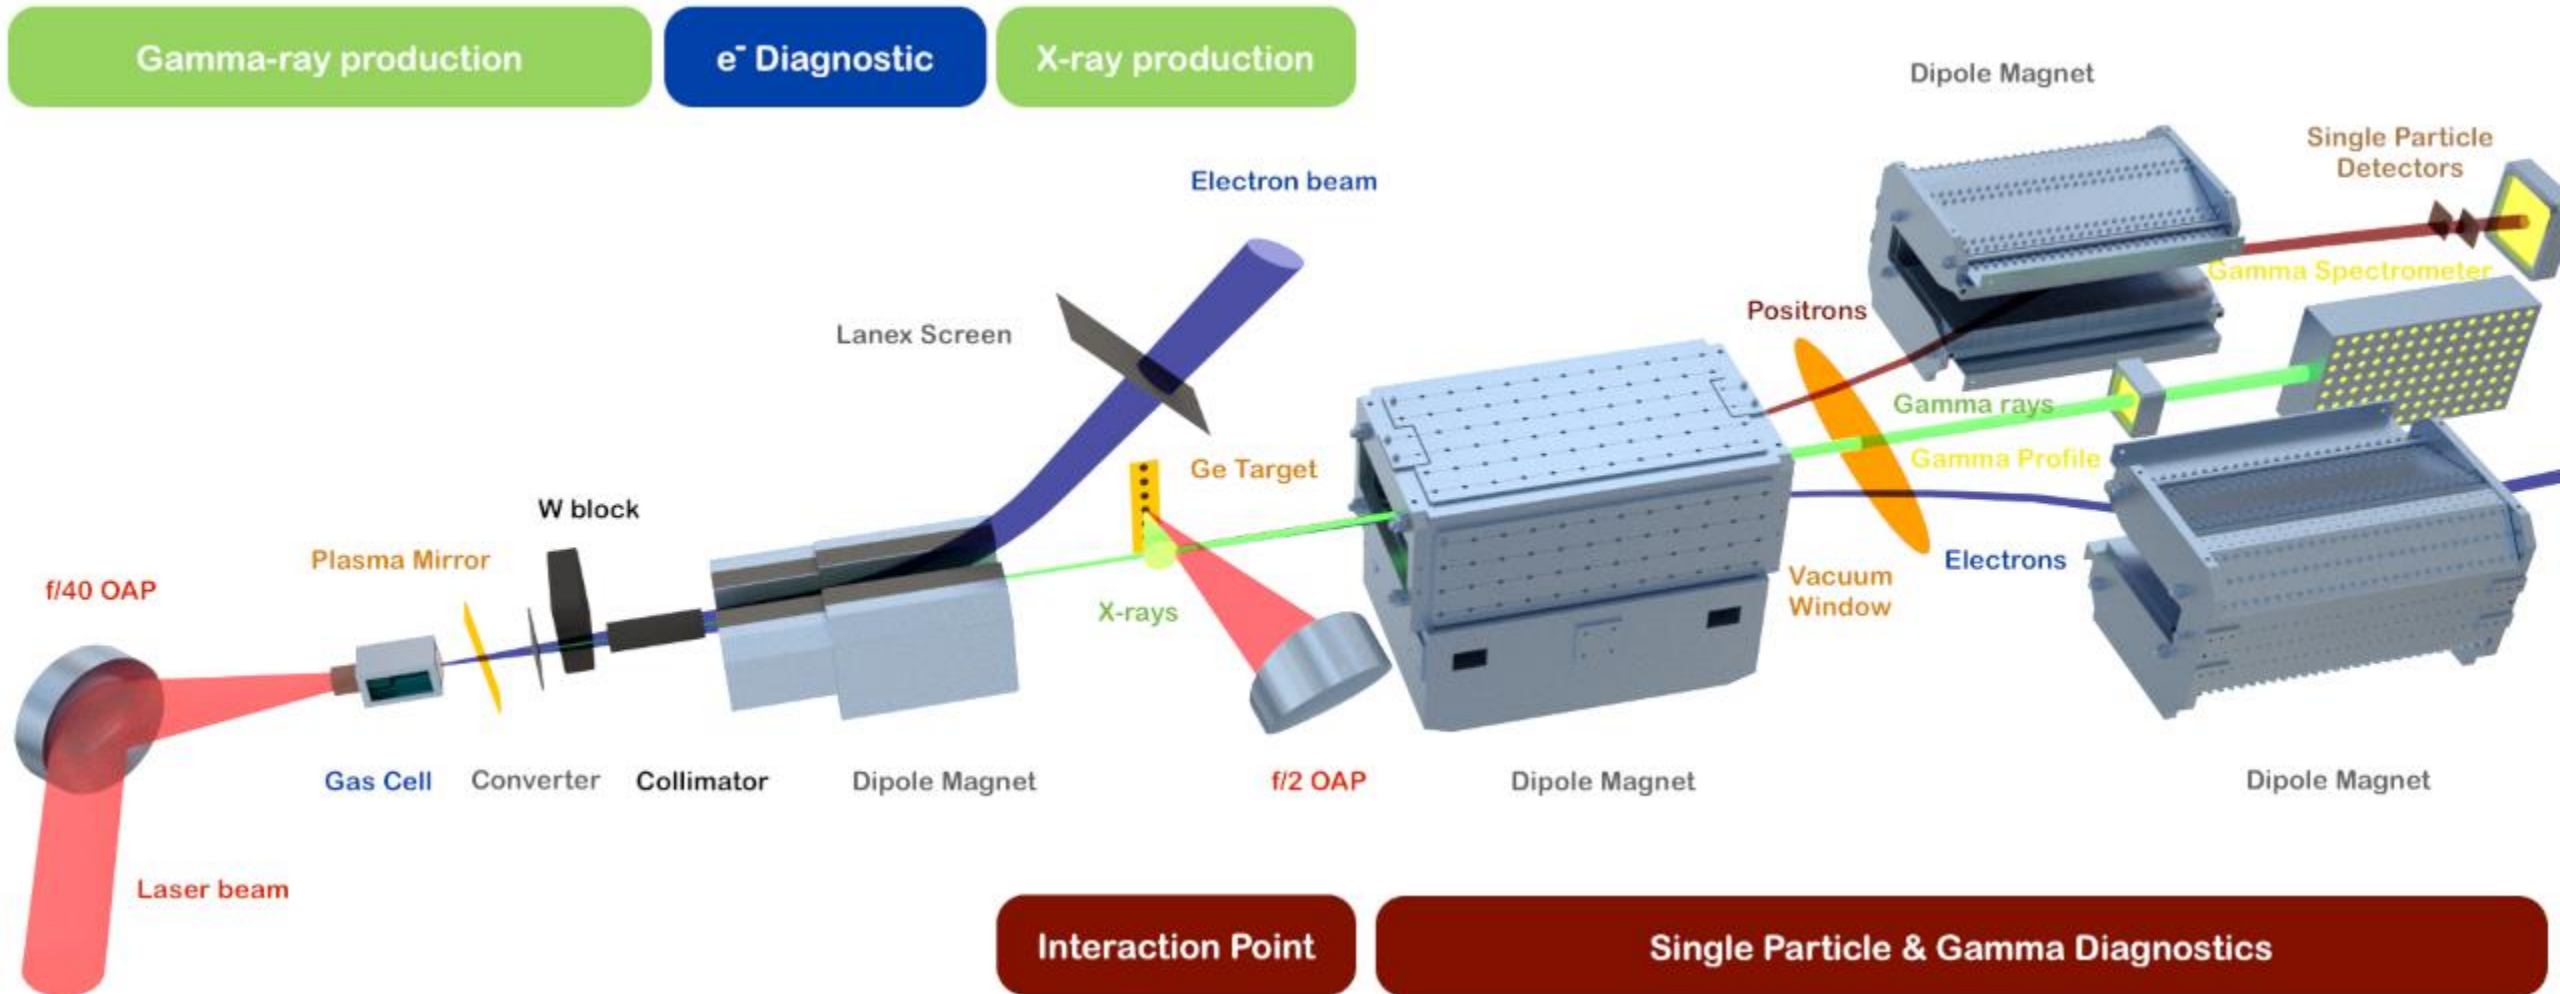 Gamma-ray production
e⁻ Diagnostic
X-ray production
Dipole Magnet
Single Particle
Detectors
Electron beam
Gamma Spectrometer
Positrons
Lanex Screen
Gamma rays
Gamma Profile
Ge Target
W block
Plasma Mirror
Electrons
Vacuum
Window
f/40 OAP
X-rays
Gas Cell
Converter
Collimator
Dipole Magnet
f/2 OAP
Dipole Magnet
Dipole Magnet
Laser beam
Interaction Point
Single Particle & Gamma Diagnostics